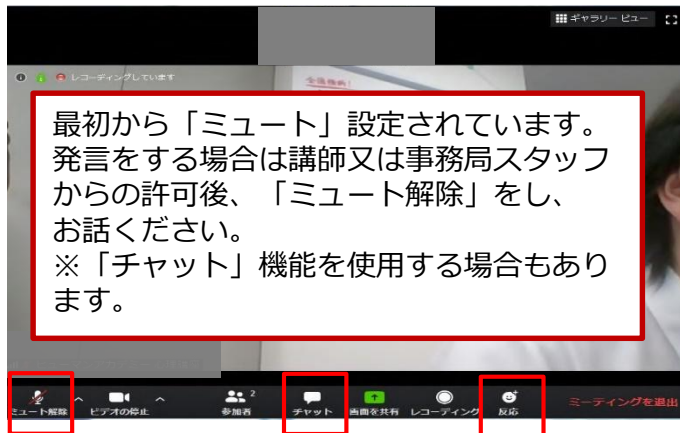 ギャラリー ビュー
レコーディングしています
最初から「ミュート」設定されています。
発言をする場合は講師又は事務局スタッフ
からの許可後、「ミュート解除」をし、
お話ください。
※「チャット」機能を使用する場合もあり
ます。
ミュート解除 ビデオの停止 参加者 2 チャット 画面を共有 レコーディング 反応 ミーティングを退出